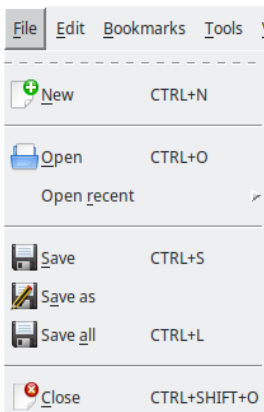 File Edit Bookmarks Tools
New CTRL+N
Open CTRL+O
Open recent
Save CTRL+S
Save as
Save all CTRL+L
Close CTRL+SHIFT+O